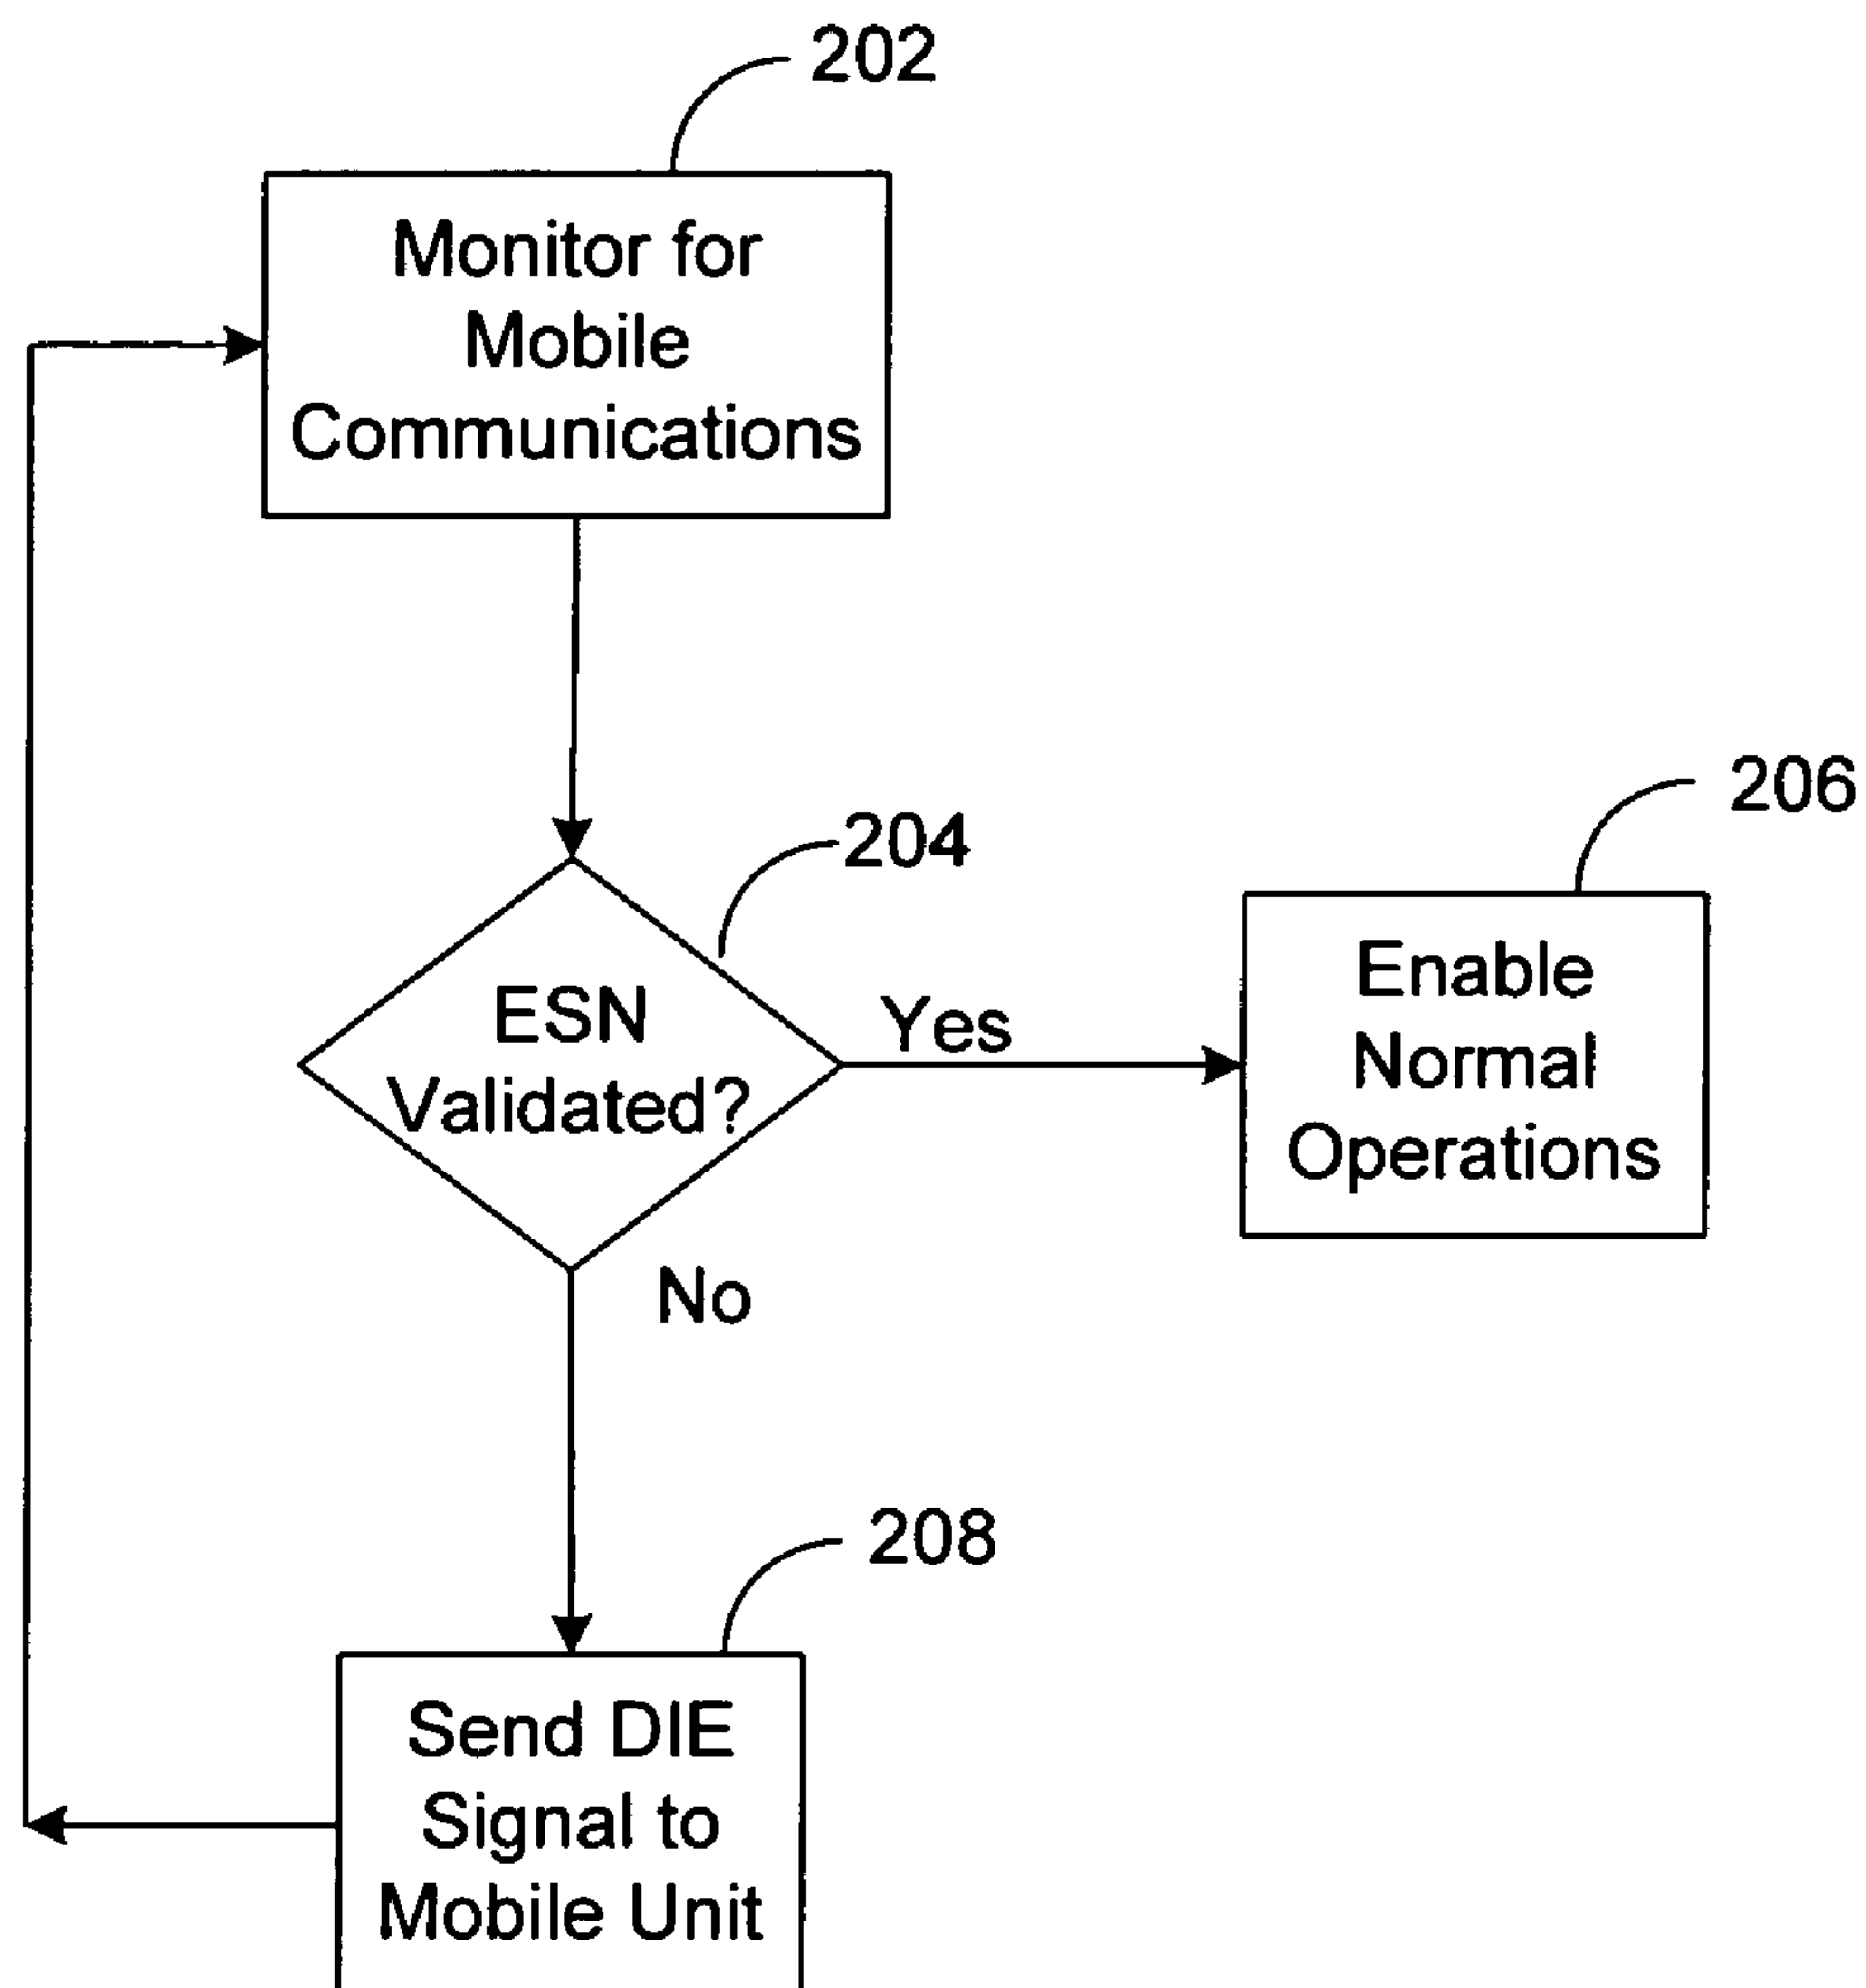 202
Monitor for
Mobile
Communications
204
ESN
Validated?
Yes
No
206
Enable
Normal
Operations
208
Send DIE
Signal to
Mobile Unit